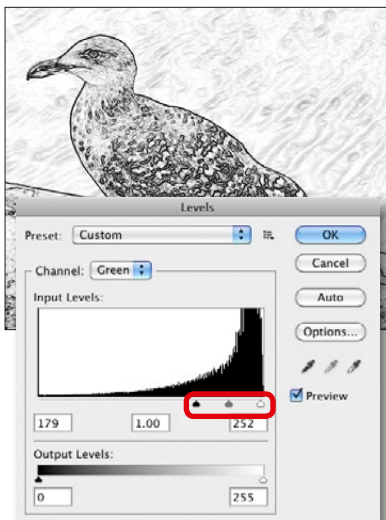 Levels
Preset: Custom
OK
Channel: Green
Cancel
Input Levels:
Auto
Options...
Preview
179 1.00 252
Output Levels:
0 255